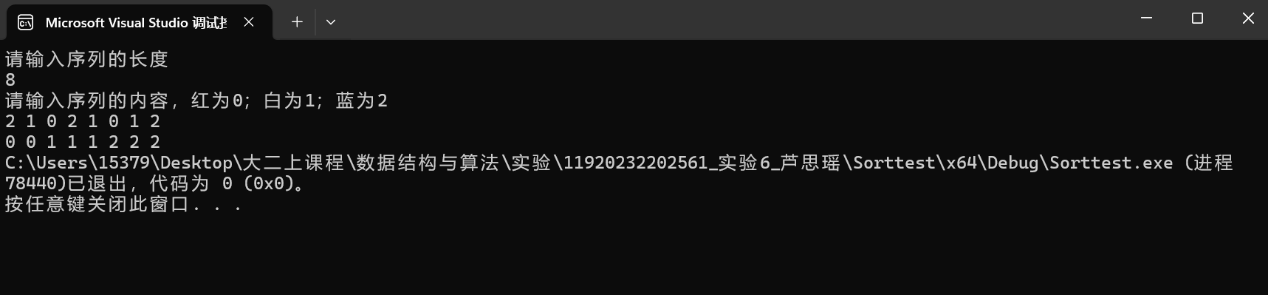 Microsoft Visual Studio 调试
请输入序列的长度
8
请输入序列的内容，红为0；白为1；蓝为2
2 1 0 2 1 0 1 2
0 0 1 1 1 2 2 2
C:\Users\15379\Desktop\大二上课程\数据结构与算法\实验\11920232202561_实验6_芦思瑶\Sorttest\x64\Debug\Sorttest.exe (进程
78440)已退出，代码为 0 (0x0)。
按任意键关闭此窗口. . .